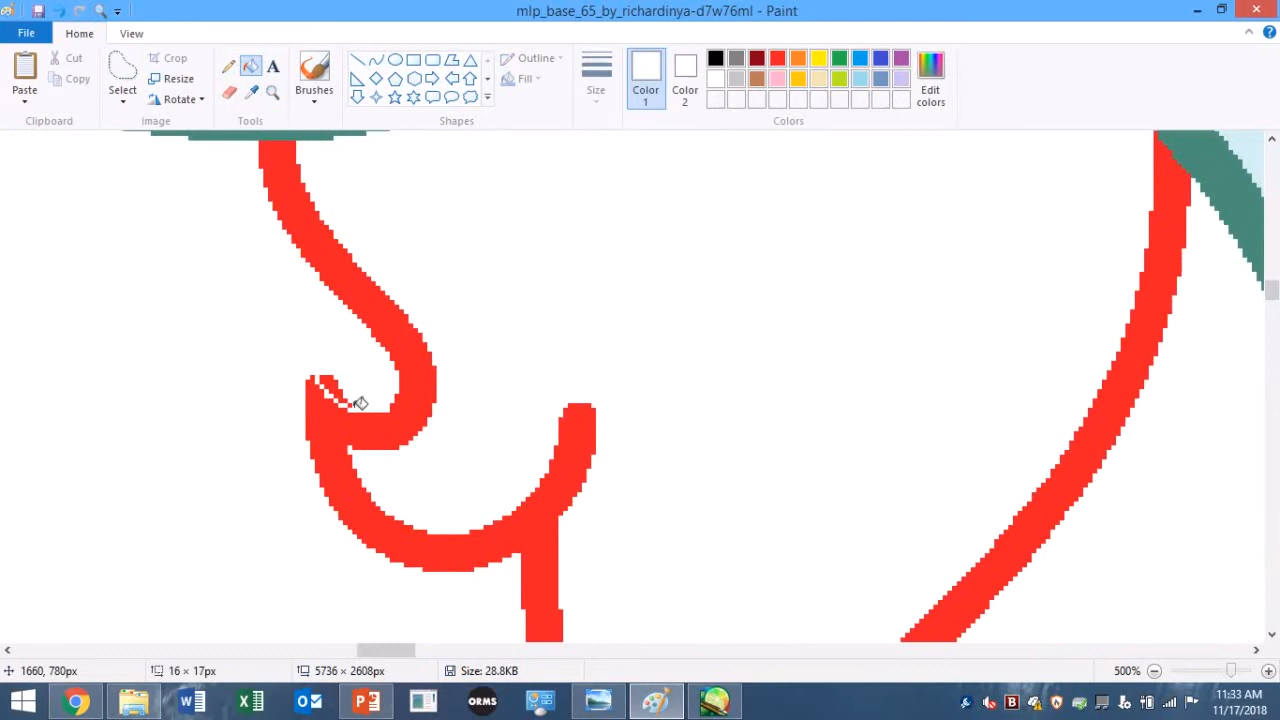 mlp_base_65_by_richardinya-d7w76ml - Paint
File
Home
View
Paste
Cut
Copy
Clipboard
Select
Crop
Resize
Rotate
Image
A
Tools
Brushes
Outline
Fill
Shapes
Size
Color 1
Color 2
Edit colors
Colors
1660, 780px
16 × 17px
5736 × 2608px
Size: 28.8KB
500%
ORMS
11:33 AM
11/17/2018